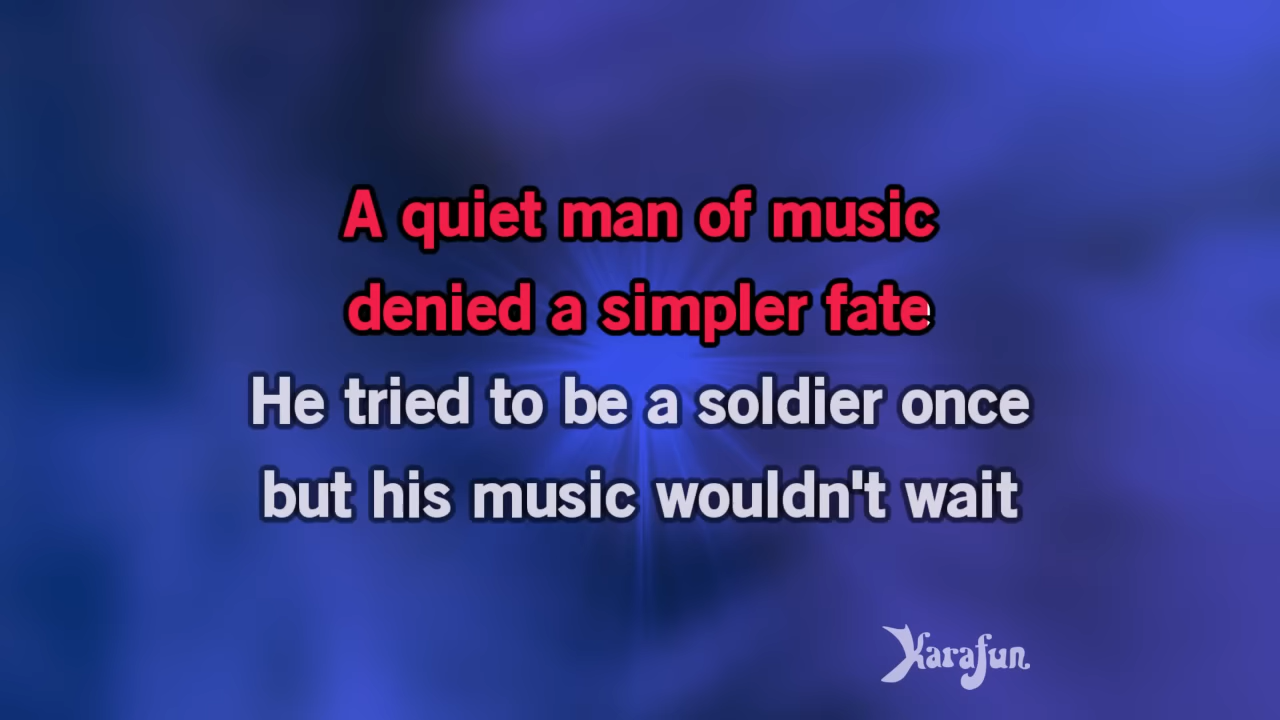 A quiet man of music
denied a simpler fate
He tried to be a soldier once
but his music wouldn't wait
Karafun